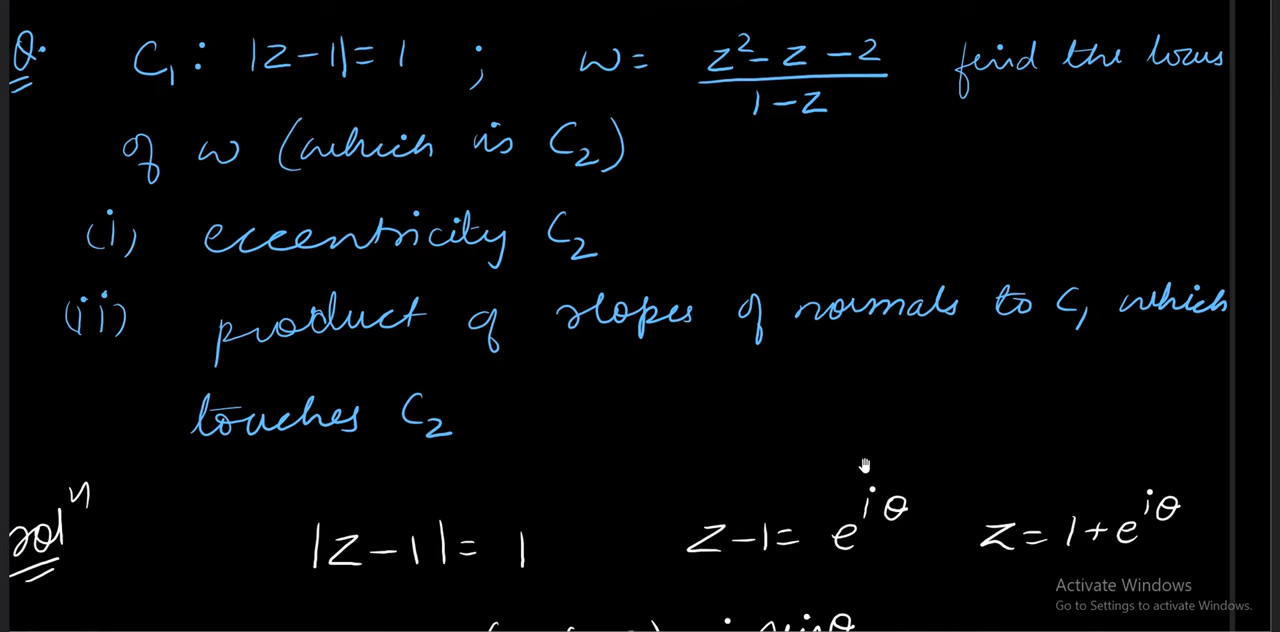 Q. C₁ : |z-1| = 1 ; w = (z² - z - 2)/(1 - z) find the locus
of w (which is C₂)
(i) eccentricity C₂
(ii) product of slopes of normals to C₁ which
touches C₂
solⁿ |z-1| = 1 z-1 = e^{iθ} z = 1 + e^{iθ}
Activate Windows
Go to Settings to activate Windows.